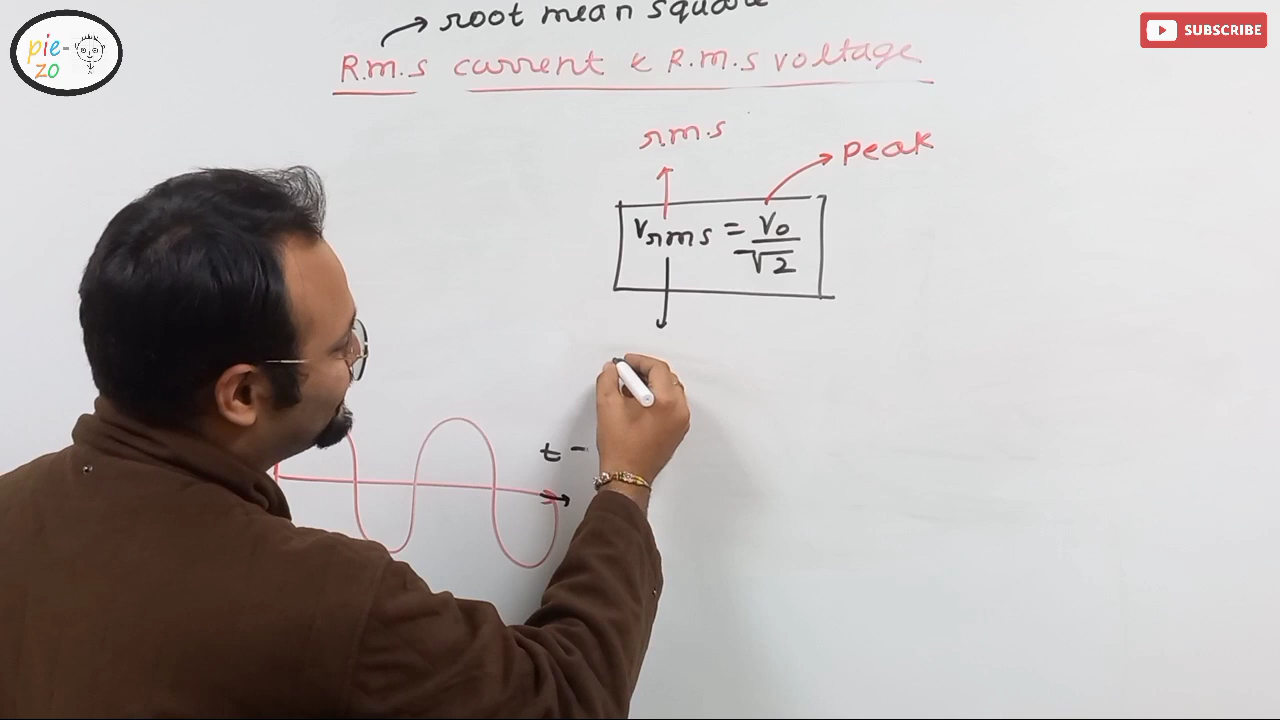 root mean square
pie-
zo
SUBSCRIBE
R.m.s current & R.m.s voltage
r.m.s
Peak
Vrms = V₀/√2
t -